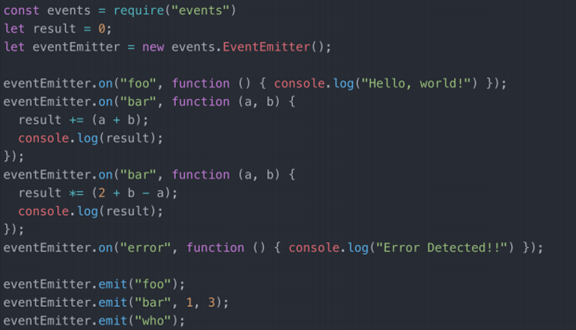 const events = require("events")
let result = 0;
let eventEmitter = new events.EventEmitter();

eventEmitter.on("foo", function () { console.log("Hello, world!") });
eventEmitter.on("bar", function (a, b) {
  result += (a + b);
  console.log(result);
});
eventEmitter.on("bar", function (a, b) {
  result *= (2 + b - a);
  console.log(result);
});
eventEmitter.on("error", function () { console.log("Error Detected!!") });

eventEmitter.emit("foo");
eventEmitter.emit("bar", 1, 3);
eventEmitter.emit("who");